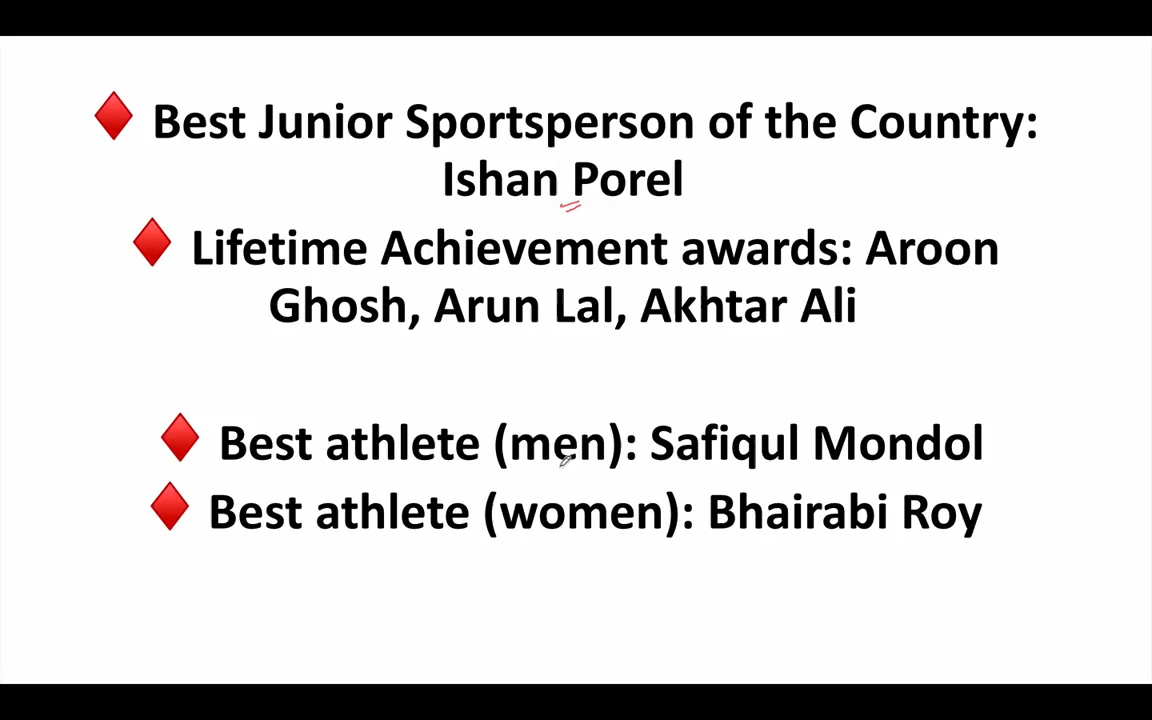 Best Junior Sportsperson of the Country:
Ishan Porel
Lifetime Achievement awards: Aroon
Ghosh, Arun Lal, Akhtar Ali
Best athlete (men): Safiqul Mondol
Best athlete (women): Bhairabi Roy